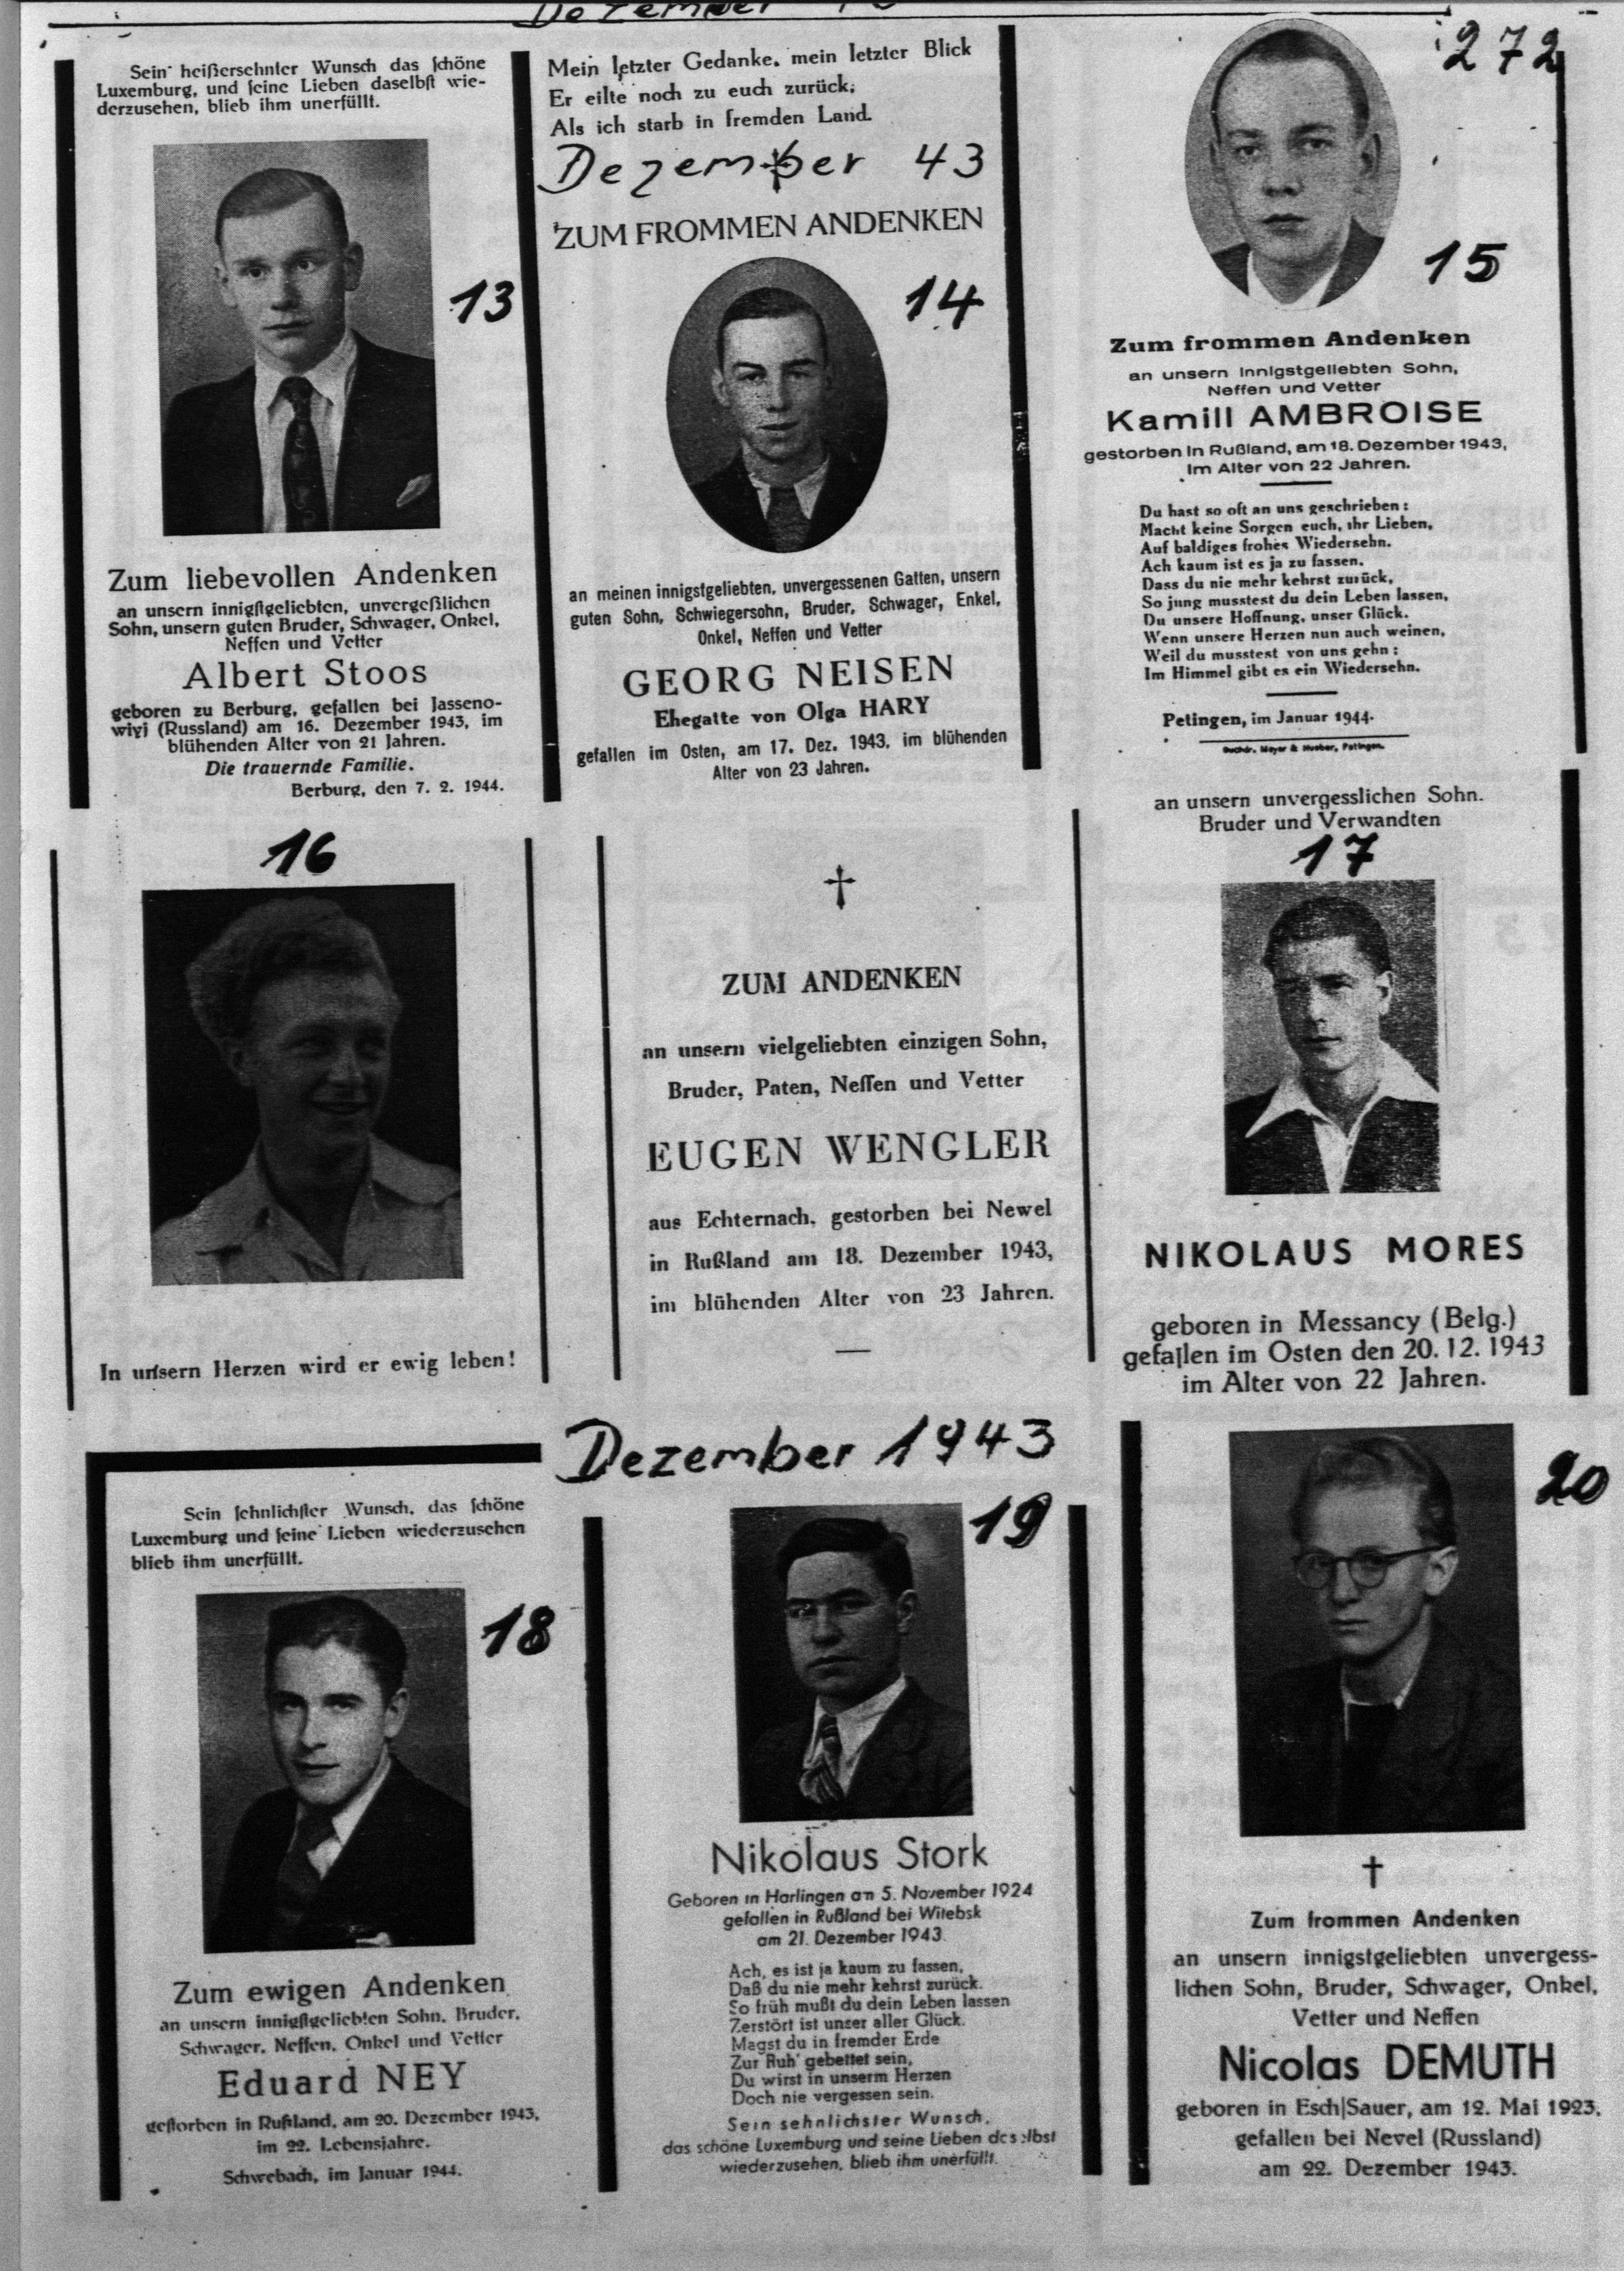 Dezember
272
Sein heißersehnter Wunsch das schöne
Luxemburg, und seine Lieben daselbst wie-
derzusehen, blieb ihm unerfüllt.
13
Zum liebevollen Andenken
an unsern innigstgeliebten, unvergeßlichen
Sohn, unsern guten Bruder, Schwager, Onkel,
Neffen und Vetter
Albert Stoos
geboren zu Berburg, gefallen bei Jasseno-
wizi (Russland) am 16. Dezember 1943, im
blühenden Alter von 21 Jahren.
Die trauernde Familie.
Berburg, den 7. 2. 1944.
Mein letzter Gedanke, mein letzter Blick
Er eilte noch zu euch zurück;
Als ich starb in fremden Land.
Dezember 43
ZUM FROMMEN ANDENKEN
14
an meinen innigstgeliebten, unvergessenen Gatten, unsern
guten Sohn, Schwiegersohn, Bruder, Schwager, Enkel,
Onkel, Neffen und Vetter
GEORG NEISEN
Ehegatte von Olga HARY
gefallen im Osten, am 17. Dez. 1943, im blühenden
Alter von 23 Jahren.
15
Zum frommen Andenken
an unsern innigstgeliebten Sohn,
Neffen und Vetter
Kamill AMBROISE
gestorben in Rußland, am 18. Dezember 1943,
im Alter von 22 Jahren.
Du hast so oft an uns geschrieben:
Macht keine Sorgen euch, ihr Lieben,
Auf baldiges frohes Wiedersehn.
Ach kaum ist es ja zu fassen,
Dass du nie mehr kehrst zurück,
So jung musstest du dein Leben lassen,
Du unsere Hoffnung, unser Glück.
Wenn unsere Herzen nun auch weinen,
Weil du musstest von uns gehn:
Im Himmel gibt es ein Wiedersehn.
Petingen, im Januar 1944.
Buchdr. Meyer & Hueber, Petingen.
16
In unsern Herzen wird er ewig leben!
ZUM ANDENKEN
an unsern vielgeliebten einzigen Sohn,
Bruder, Paten, Neffen und Vetter
EUGEN WENGLER
aus Echternach, gestorben bei Newel
in Rußland am 18. Dezember 1943,
im blühenden Alter von 23 Jahren.
an unsern unvergesslichen Sohn.
Bruder und Verwandten
17
NIKOLAUS MORES
geboren in Messancy (Belg.)
gefallen im Osten den 20. 12. 1943
im Alter von 22 Jahren.
Dezember 1943
Sein sehnlichster Wunsch, das schöne
Luxemburg und seine Lieben wiederzusehen
blieb ihm unerfüllt.
18
Zum ewigen Andenken
an unsern innigstgeliebten Sohn, Bruder,
Schwager, Neffen, Onkel und Vetter
Eduard NEY
gestorben in Rußland, am 20. Dezember 1943,
im 22. Lebensjahre.
Schwebach, im Januar 1944.
19
Nikolaus Stork
Geboren in Harlingen an 5. November 1924
gefallen in Rußland bei Witebsk
am 21. Dezember 1943.
Ach, es ist ja kaum zu fassen,
Daß du nie mehr kehrst zurück.
So früh mußt du dein Leben lassen
Zerstört ist unser aller Glück.
Magst du in fremder Erde
Zur Ruh' gebettet sein,
Du wirst in unserm Herzen
Doch nie vergessen sein.
Sein sehnlichster Wunsch,
das schöne Luxemburg und seine Lieben deselbst
wiederzusehen, blieb ihm unerfüllt.
20
Zum frommen Andenken
an unsern innigstgeliebten unvergess-
lichen Sohn, Bruder, Schwager, Onkel,
Vetter und Neffen
Nicolas DEMUTH
geboren in Esch|Sauer, am 12. Mai 1923,
gefallen bei Nevel (Russland)
am 22. Dezember 1943.